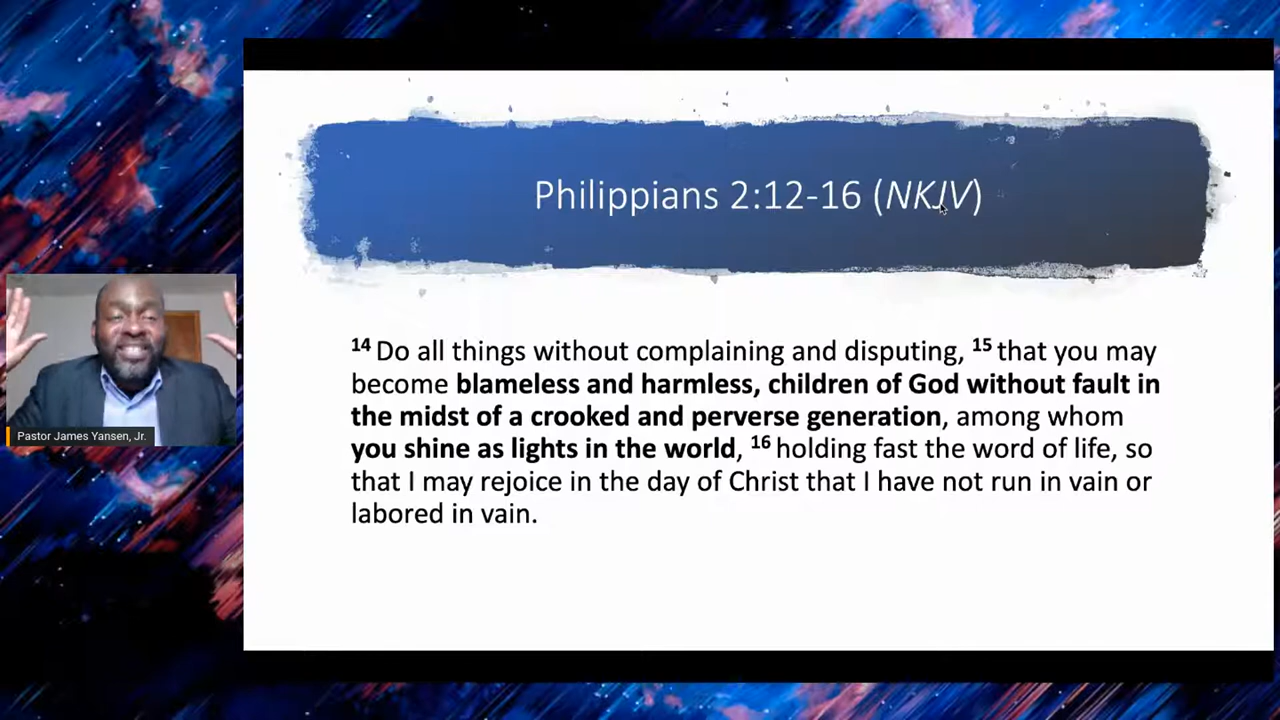 Philippians 2:12-16 (NKJV)
14 Do all things without complaining and disputing, 15 that you may
become blameless and harmless, children of God without fault in
the midst of a crooked and perverse generation, among whom
you shine as lights in the world, 16 holding fast the word of life, so
that I may rejoice in the day of Christ that I have not run in vain or
labored in vain.
Pastor James Yansen, Jr.